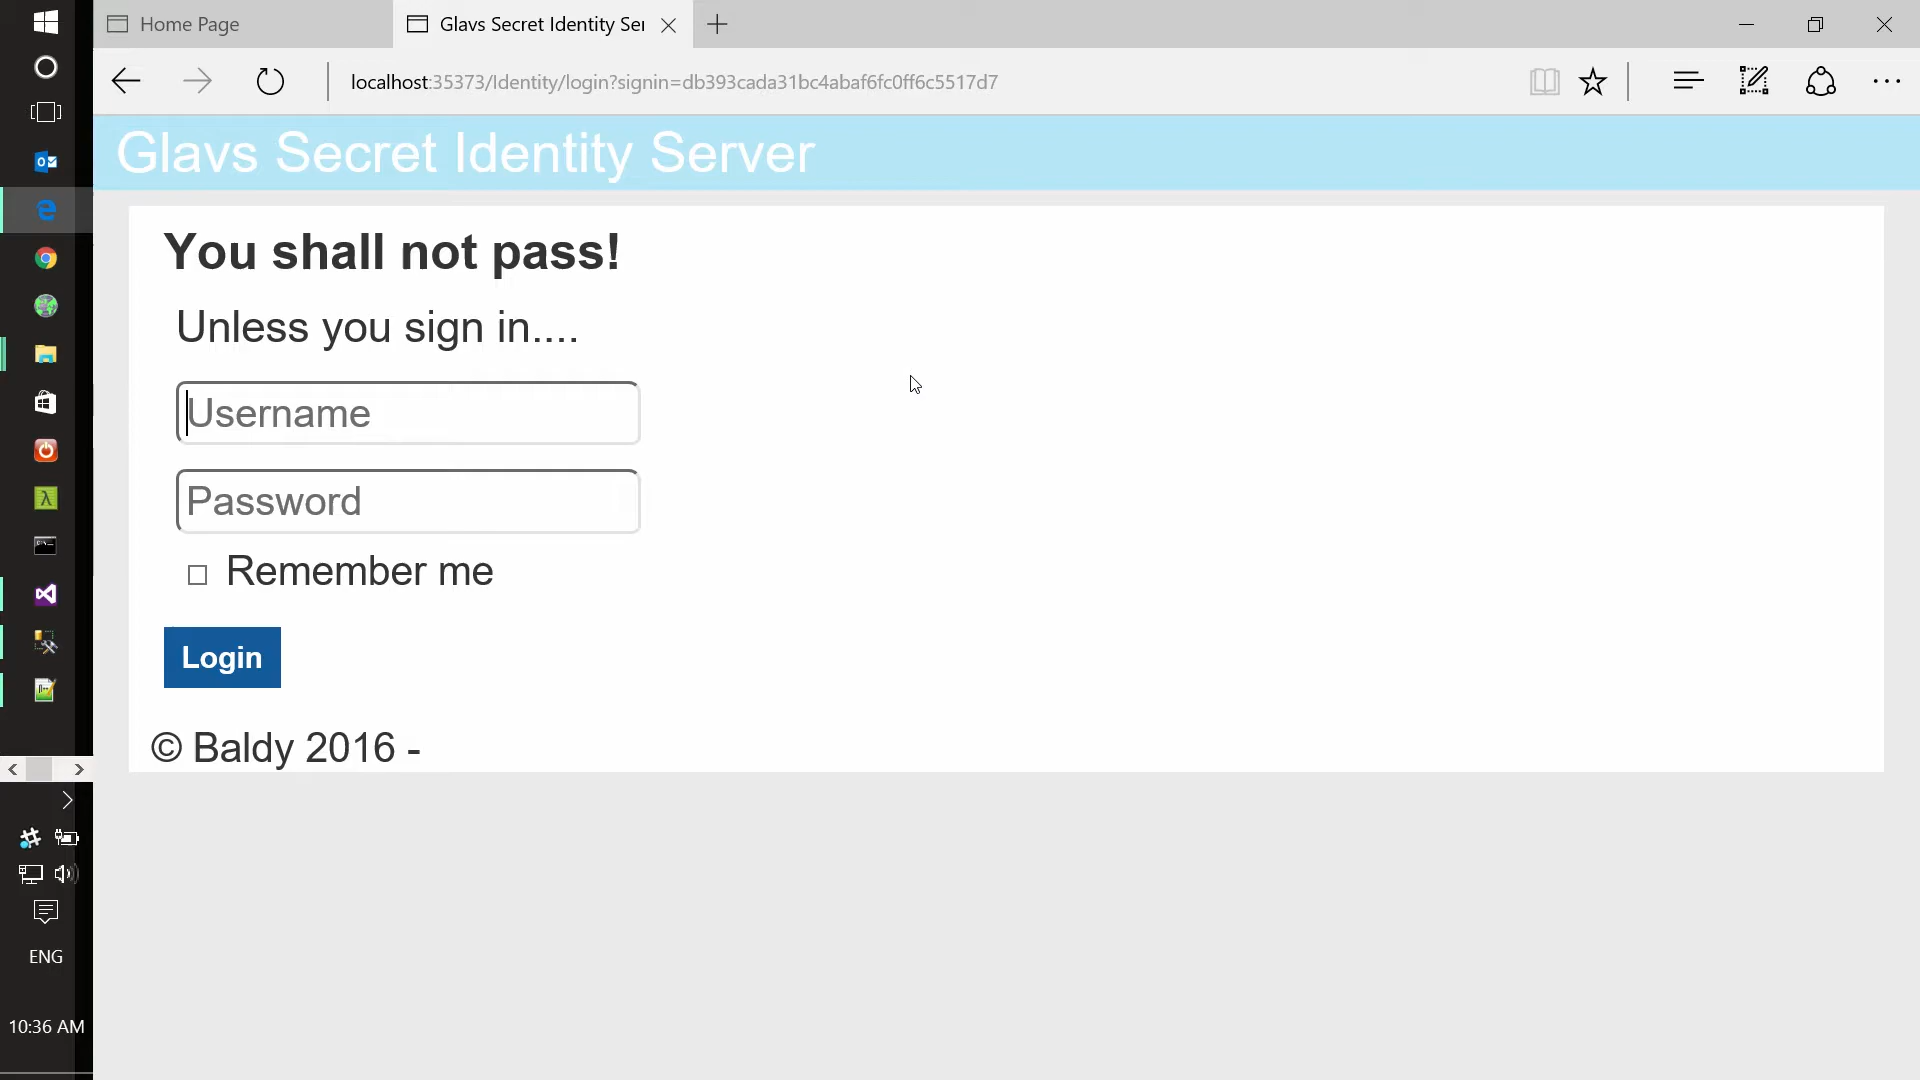 Home Page
Glavs Secret Identity Ser
localhost:35373/Identity/login?signin=db393cada31bc4abaf6fc0ff6c5517d7
Glavs Secret Identity Server
You shall not pass!
Unless you sign in....
Username
Password
Remember me
Login
© Baldy 2016 -
ENG
10:36 AM